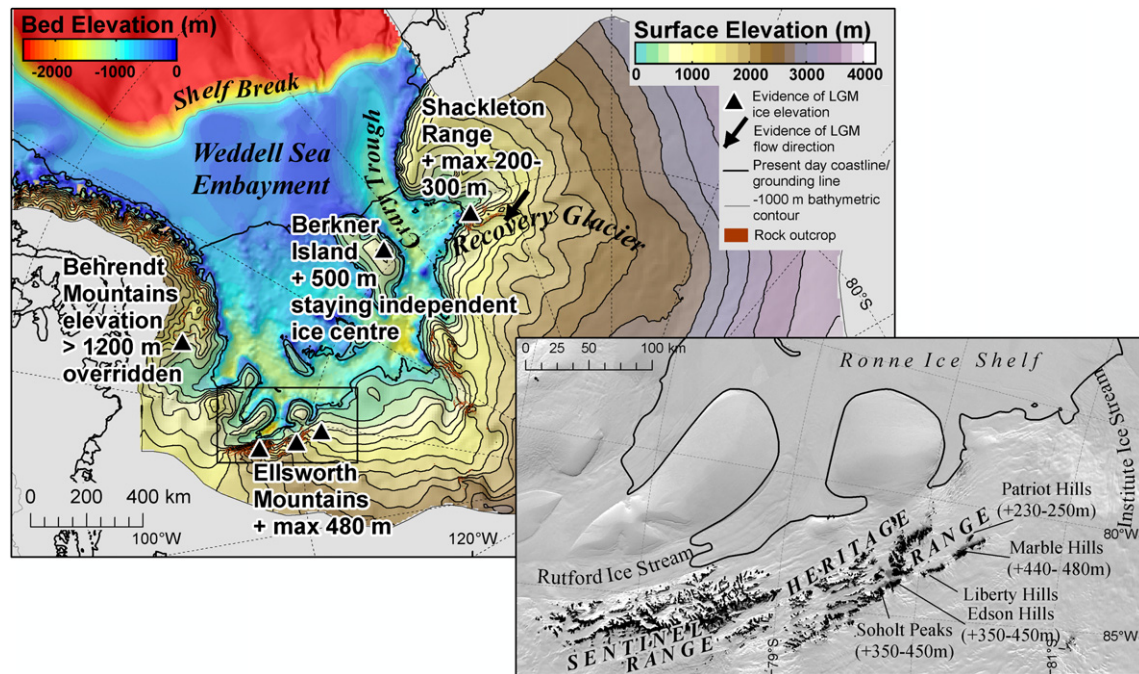 Bed Elevation (m)
-2000 -1000 0
Surface Elevation (m)
0 1000 2000 3000 4000
Evidence of LGM
ice elevation
Evidence of LGM
flow direction
Present day coastline/
grounding line
-1000 m bathymetric
contour
Rock outcrop
Shelf Break
Weddell Sea
Embayment
Crary Trough
Shackleton
Range
+ max 200-
300 m
Recovery Glacier
Berkner
Island
+ 500 m
staying independent
ice centre
Behrendt
Mountains
elevation
> 1200 m
overridden
Ellsworth
Mountains
+ max 480 m
0 200 400 km
100°W
120°W
80°S
0 25 50 100 km
Ronne Ice Shelf
Institute Ice Stream
Rutford Ice Stream
HERITAGE
RANGE
SENTINEL
RANGE
Patriot Hills
(+230-250m)
Marble Hills
(+440- 480m)
Liberty Hills
Edson Hills
(+350-450m)
Soholt Peaks
(+350-450m)
80°W
85°W
-79°S
-81°S